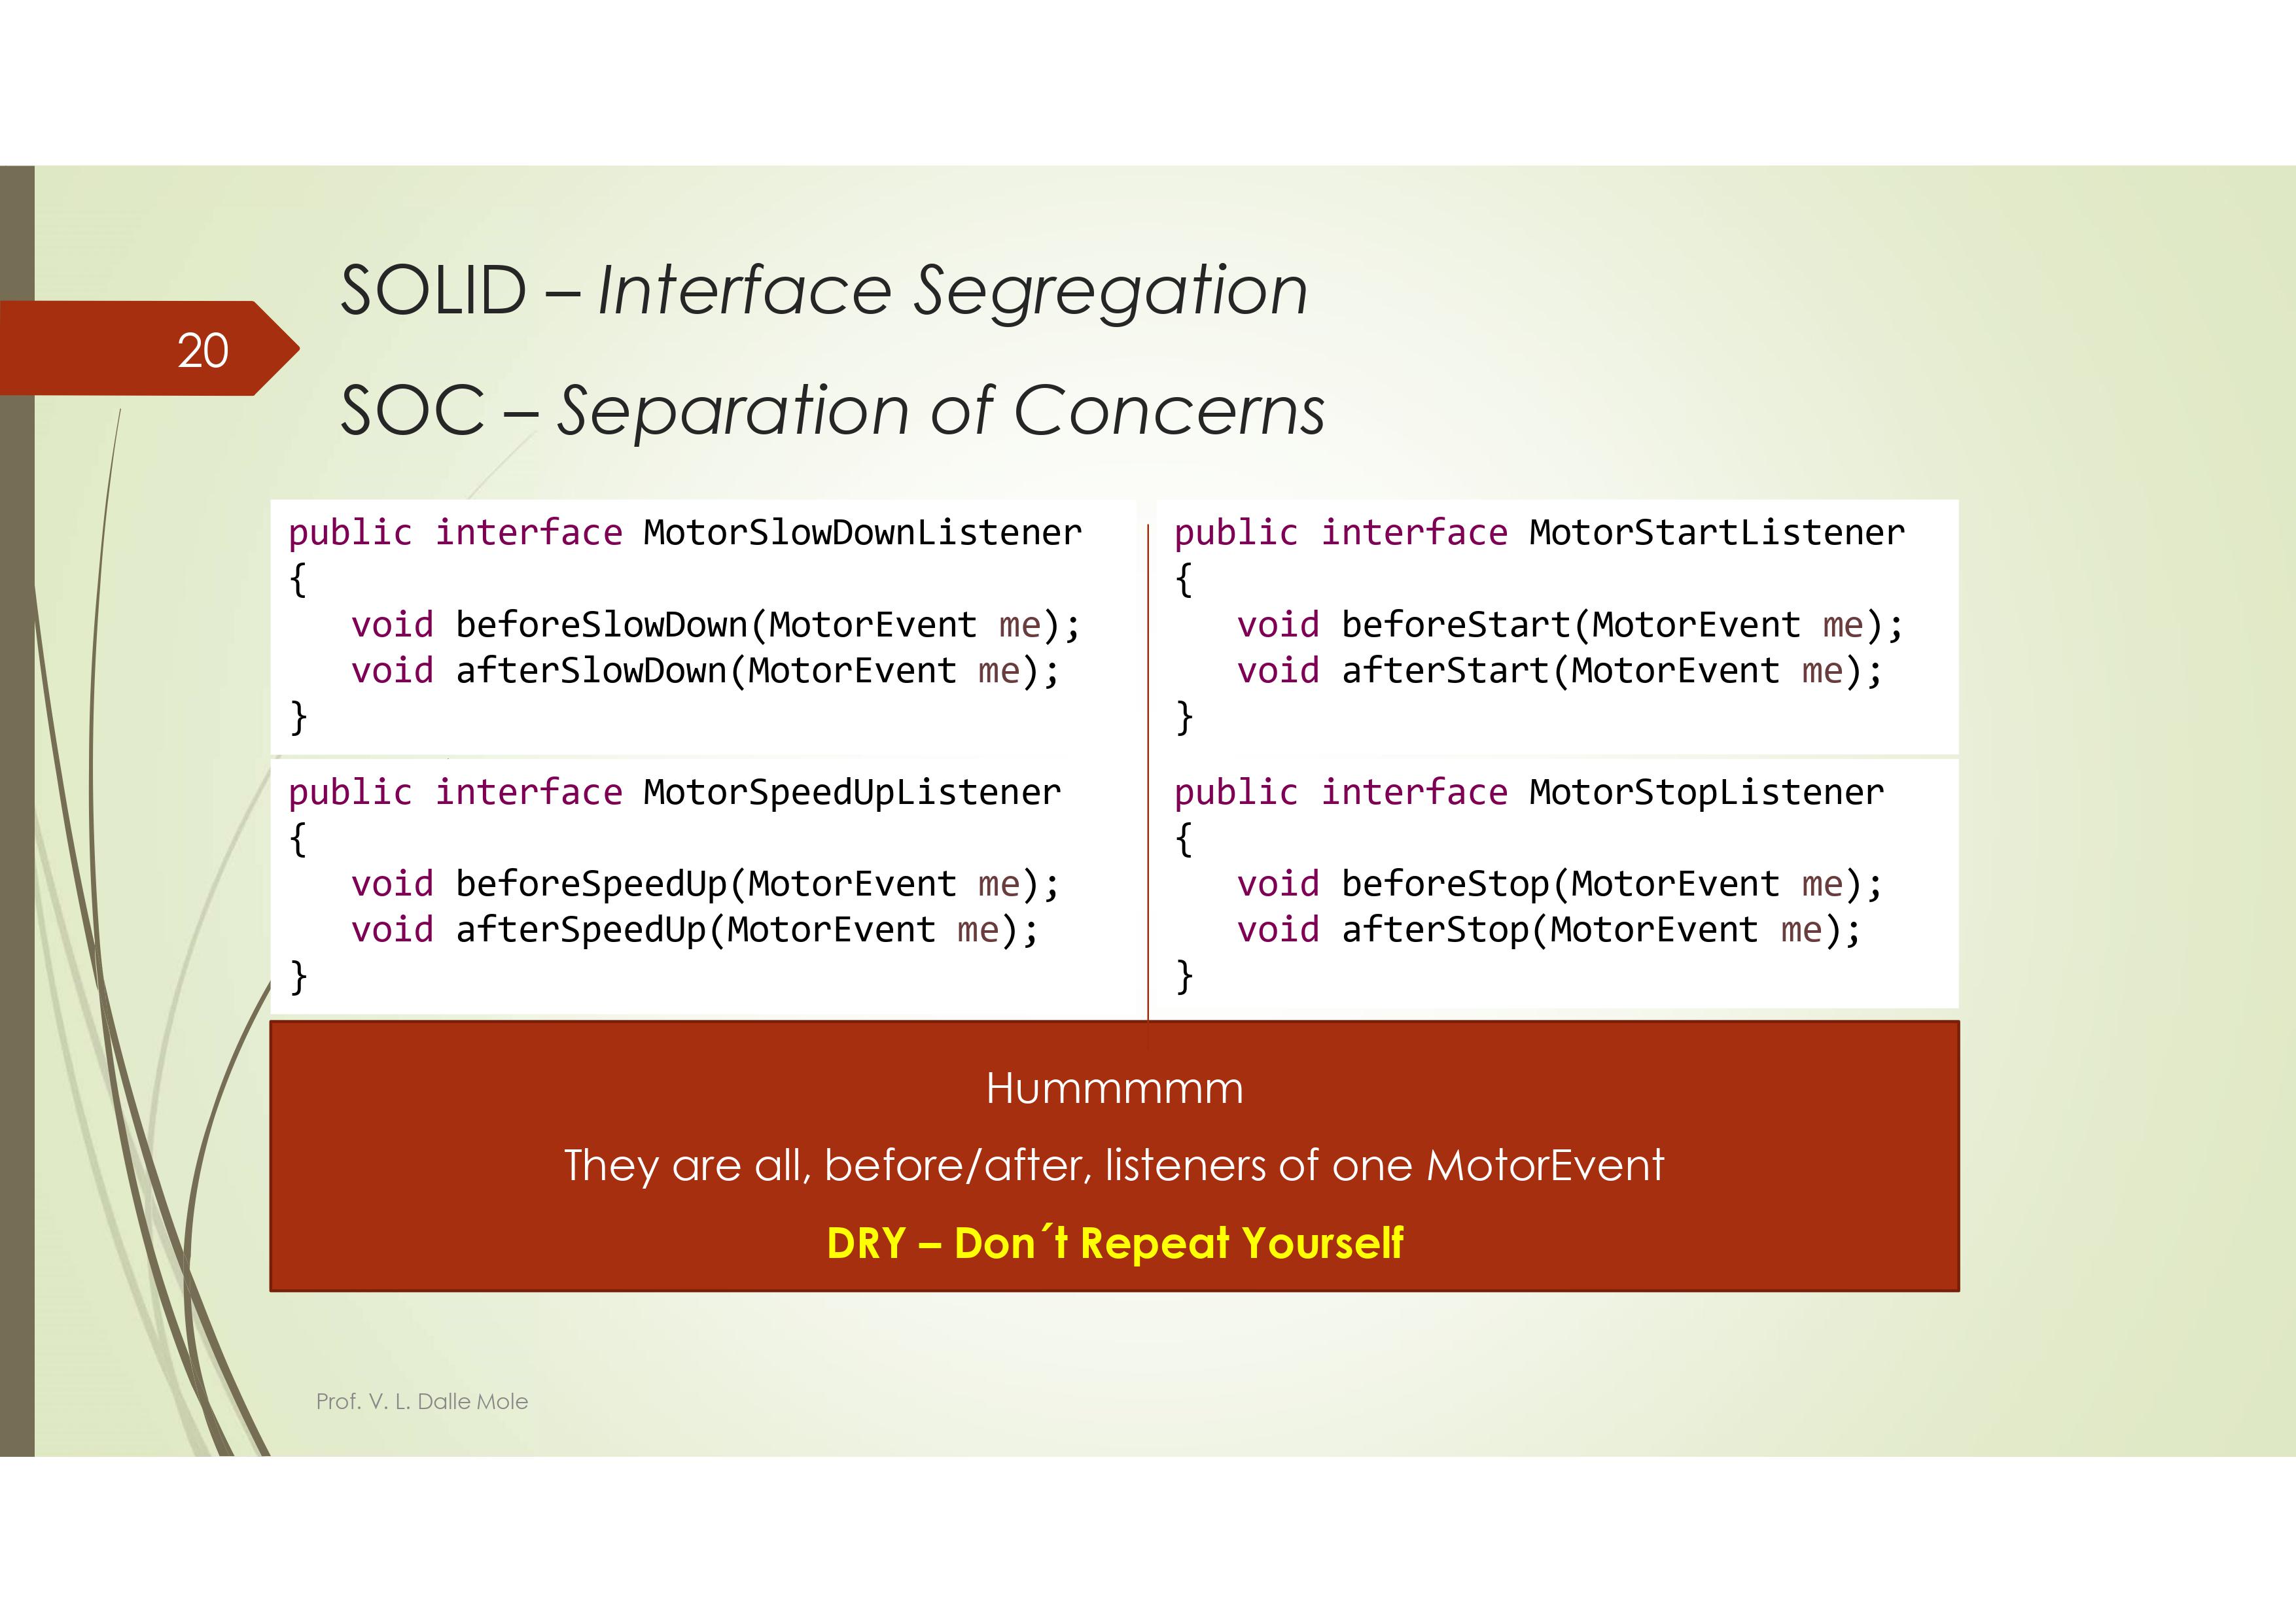 SOLID – Interface Segregation
20
SOC – Separation of Concerns
public interface MotorSlowDownListener
{
void beforeSlowDown(MotorEvent me);
void afterSlowDown(MotorEvent me);
}
public interface MotorSpeedUpListener
{
void beforeSpeedUp(MotorEvent me);
void afterSpeedUp(MotorEvent me);
}
public interface MotorStartListener
{
void beforeStart(MotorEvent me);
void afterStart(MotorEvent me);
}
public interface MotorStopListener
{
void beforeStop(MotorEvent me);
void afterStop(MotorEvent me);
}
Hummmmm
They are all, before/after, listeners of one MotorEvent
DRY – Don´t Repeat Yourself
Prof. V. L. Dalle Mole